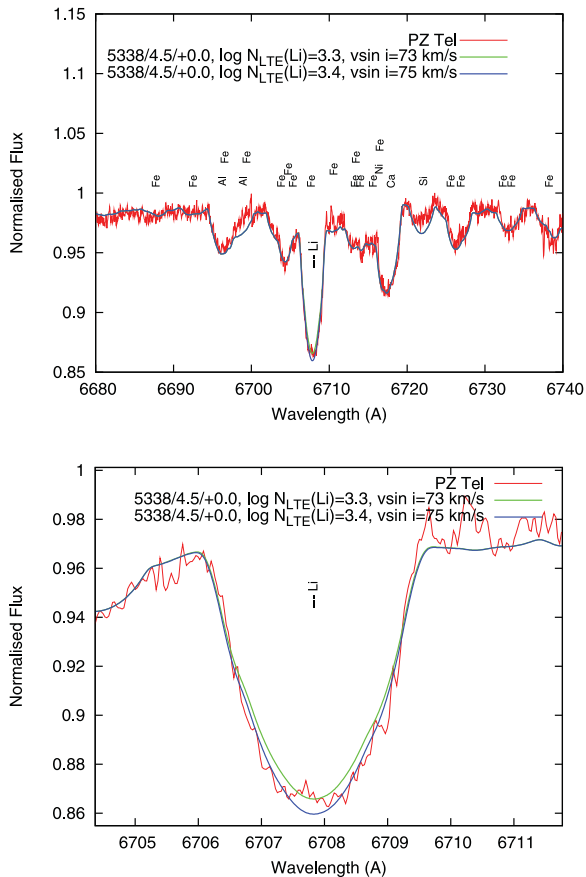 PZ Tel
5338/4.5/+0.0, log N_LTE(Li)=3.3, vsin i=73 km/s
5338/4.5/+0.0, log N_LTE(Li)=3.4, vsin i=75 km/s
1.15
1.1
1.05
1
0.95
0.9
0.85
Normalised Flux
Fe Fe Al Fe Al Fe Fe Fe Fe Fe Fe Fe Fe Fe Fe Ni Fe Ca Si Fe Fe Fe Fe Fe
Li
6680 6690 6700 6710 6720 6730 6740
Wavelength (A)
PZ Tel
5338/4.5/+0.0, log N_LTE(Li)=3.3, vsin i=73 km/s
5338/4.5/+0.0, log N_LTE(Li)=3.4, vsin i=75 km/s
1
0.98
0.96
0.94
0.92
0.9
0.88
0.86
Normalised Flux
Li
6705 6706 6707 6708 6709 6710 6711
Wavelength (A)